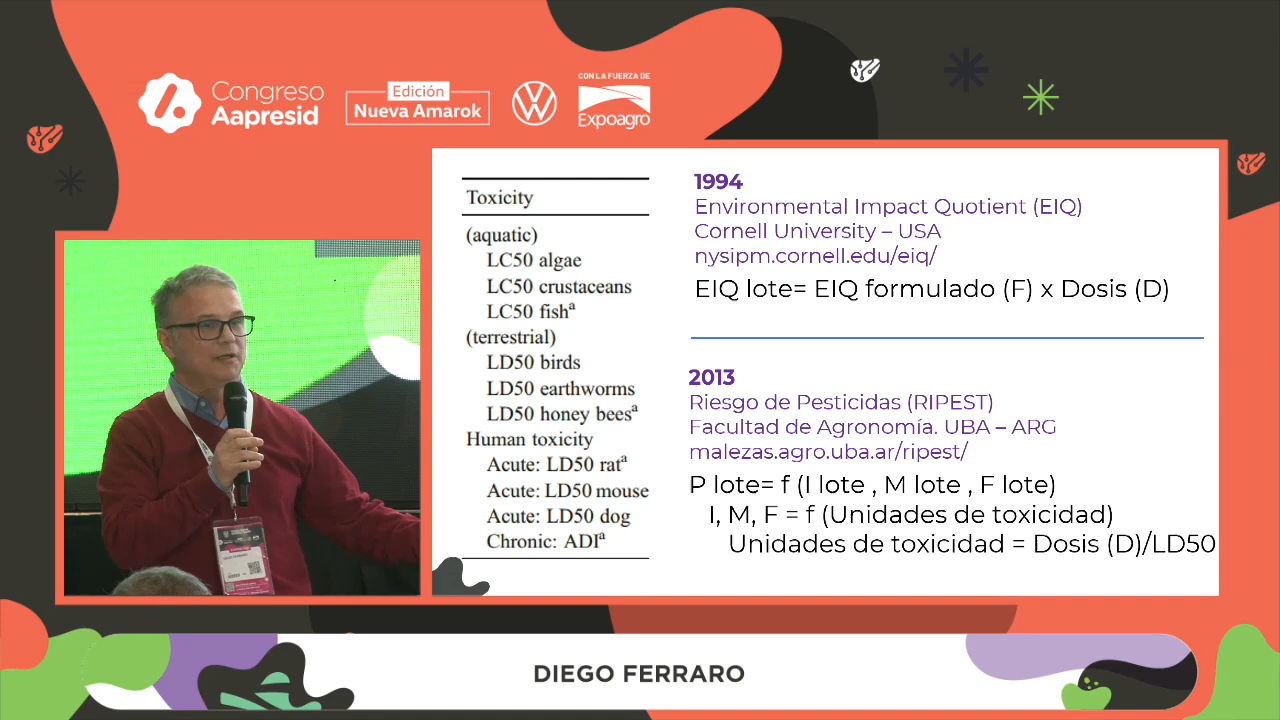 Congreso
Aapresid
Edición
Nueva Amarok
CON LA FUERZA DE
Expoagro
Toxicity
(aquatic)
LC50 algae
LC50 crustaceans
LC50 fishᵃ
(terrestrial)
LD50 birds
LD50 earthworms
LD50 honey beesᵃ
Human toxicity
Acute: LD50 ratᵃ
Acute: LD50 mouse
Acute: LD50 dog
Chronic: ADIᵃ
1994
Environmental Impact Quotient (EIQ)
Cornell University – USA
nysipm.cornell.edu/eiq/
EIQ lote= EIQ formulado (F) x Dosis (D)
2013
Riesgo de Pesticidas (RIPEST)
Facultad de Agronomía. UBA – ARG
malezas.agro.uba.ar/ripest/
P lote= f (I lote , M lote , F lote)
I, M, F = f (Unidades de toxicidad)
Unidades de toxicidad = Dosis (D)/LD50
DIEGO FERRARO